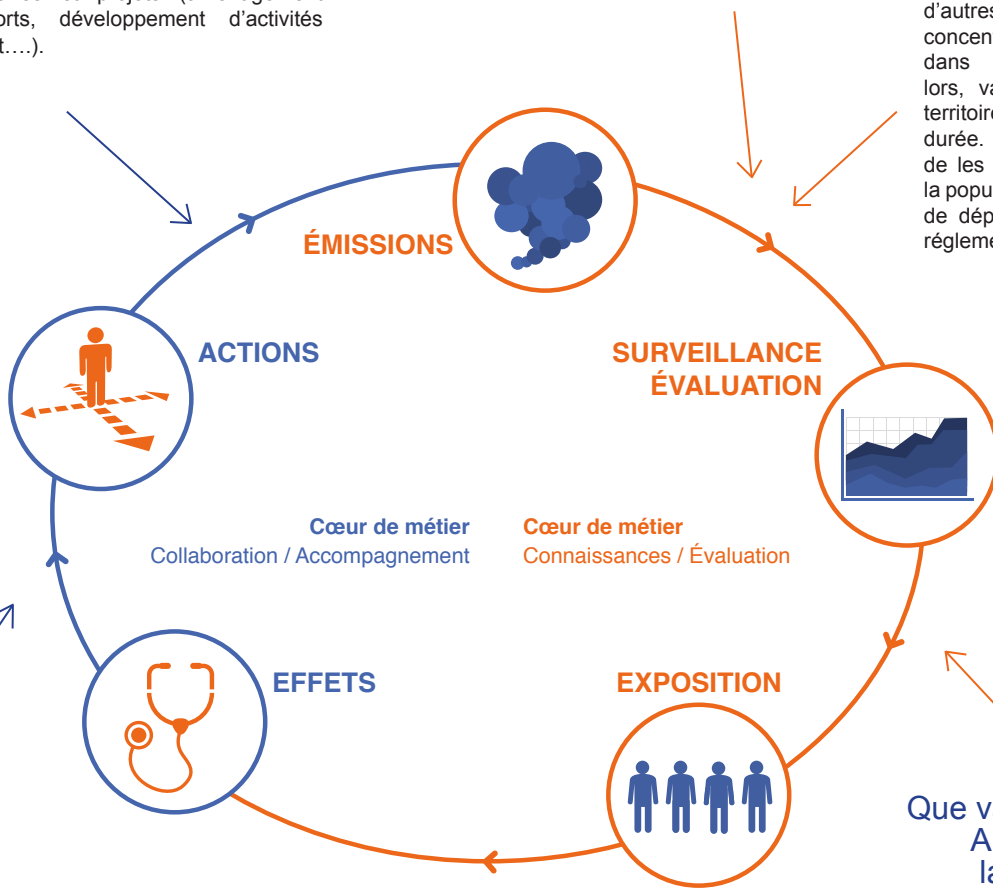 orts, développement d’activités
t….).
d’autres
concen
dans
lors, va
territoire
durée.
de les
la popu
de dép
régleme
ÉMISSIONS
ACTIONS
SURVEILLANCE
ÉVALUATION
Cœur de métier
Collaboration / Accompagnement
Cœur de métier
Connaissances / Évaluation
EFFETS
EXPOSITION
Que v
A
la